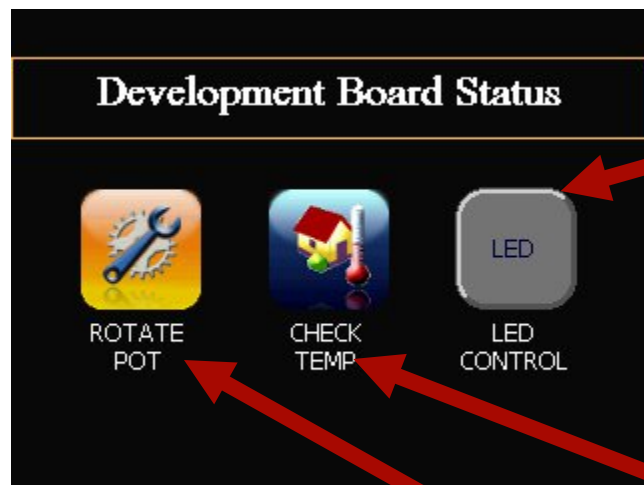 Development Board Status
LED
ROTATE
POT
CHECK
TEMP
LED
CONTROL